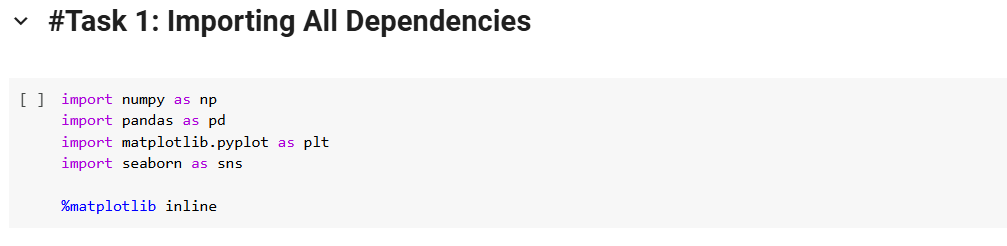 #Task 1: Importing All Dependencies
[ ] import numpy as np
import pandas as pd
import matplotlib.pyplot as plt
import seaborn as sns
%matplotlib inline